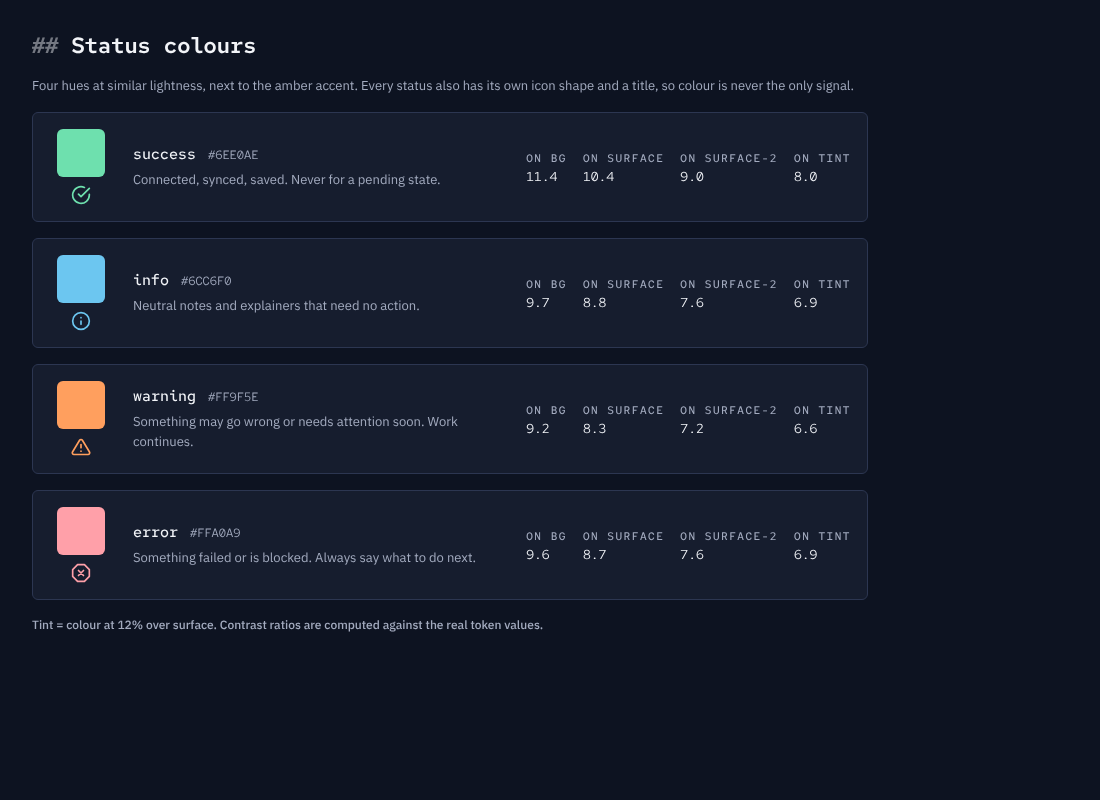 ## Status colours
Four hues at similar lightness, next to the amber accent. Every status also has its own icon shape and a title, so colour is never the only signal.
success #6EE0AE
Connected, synced, saved. Never for a pending state.
ON BG ON SURFACE ON SURFACE-2 ON TINT
11.4 10.4 9.0 8.0
info #6CC6F0
Neutral notes and explainers that need no action.
ON BG ON SURFACE ON SURFACE-2 ON TINT
9.7 8.8 7.6 6.9
warning #FF9F5E
Something may go wrong or needs attention soon. Work
continues.
ON BG ON SURFACE ON SURFACE-2 ON TINT
9.2 8.3 7.2 6.6
error #FFA0A9
Something failed or is blocked. Always say what to do next.
ON BG ON SURFACE ON SURFACE-2 ON TINT
9.6 8.7 7.6 6.9
Tint = colour at 12% over surface. Contrast ratios are computed against the real token values.